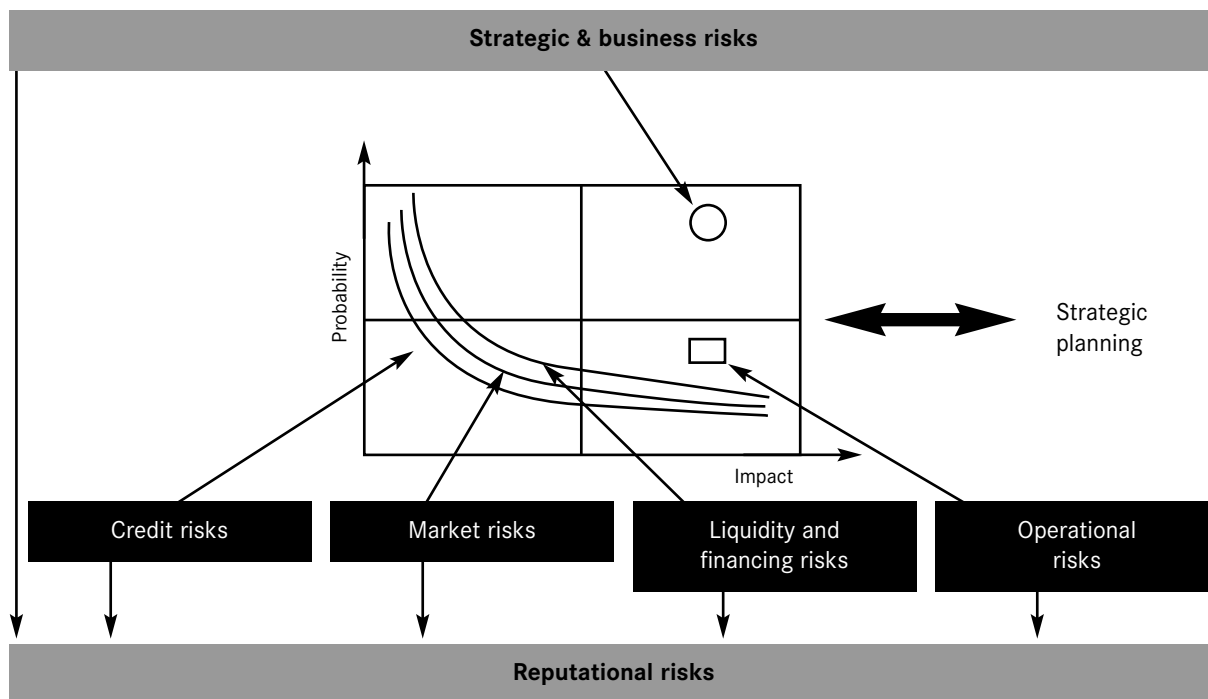 Strategic & business risks
Probability
Strategic
planning
Impact
Credit risks
Market risks
Liquidity and
financing risks
Operational
risks
Reputational risks